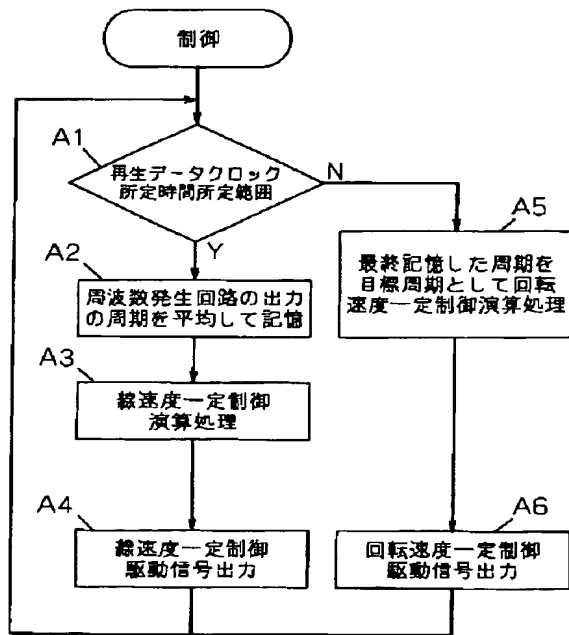 制御
A1
再生データクロック
所定時間所定範囲
N
Y
A2
周波数発生回路の出力
の周期を平均して記憶
A3
線速度一定制御
演算処理
A4
線速度一定制御
駆動信号出力
A5
最終記憶した周期を
目標周期として回転
速度一定制御演算処理
A6
回転速度一定制御
駆動信号出力